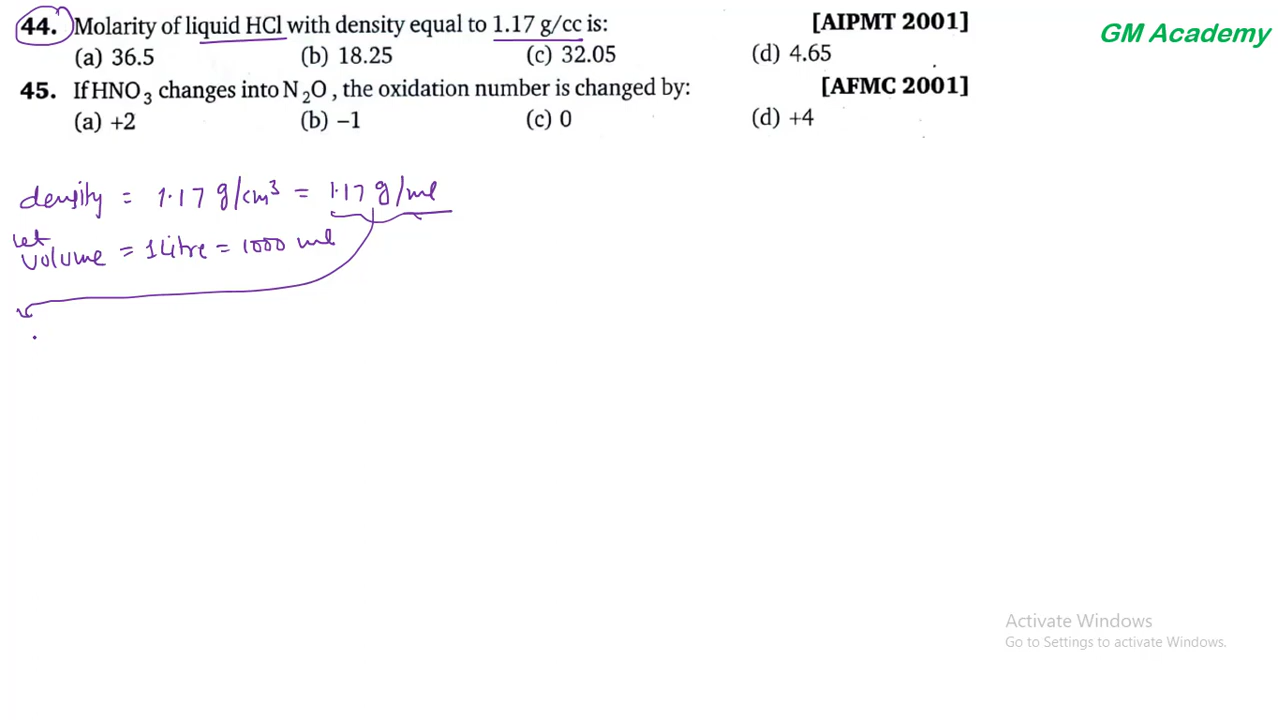 44. Molarity of liquid HCl with density equal to 1.17 g/cc is: [AIPMT 2001]
GM Academy
(a) 36.5 (b) 18.25 (c) 32.05 (d) 4.65
45. If HNO₃ changes into N₂O, the oxidation number is changed by: [AFMC 2001]
(a) +2 (b) –1 (c) 0 (d) +4
density = 1.17 g/cm³ = 1.17 g/ml
let
volume = 1 Litre = 1000 ml
Activate Windows
Go to Settings to activate Windows.